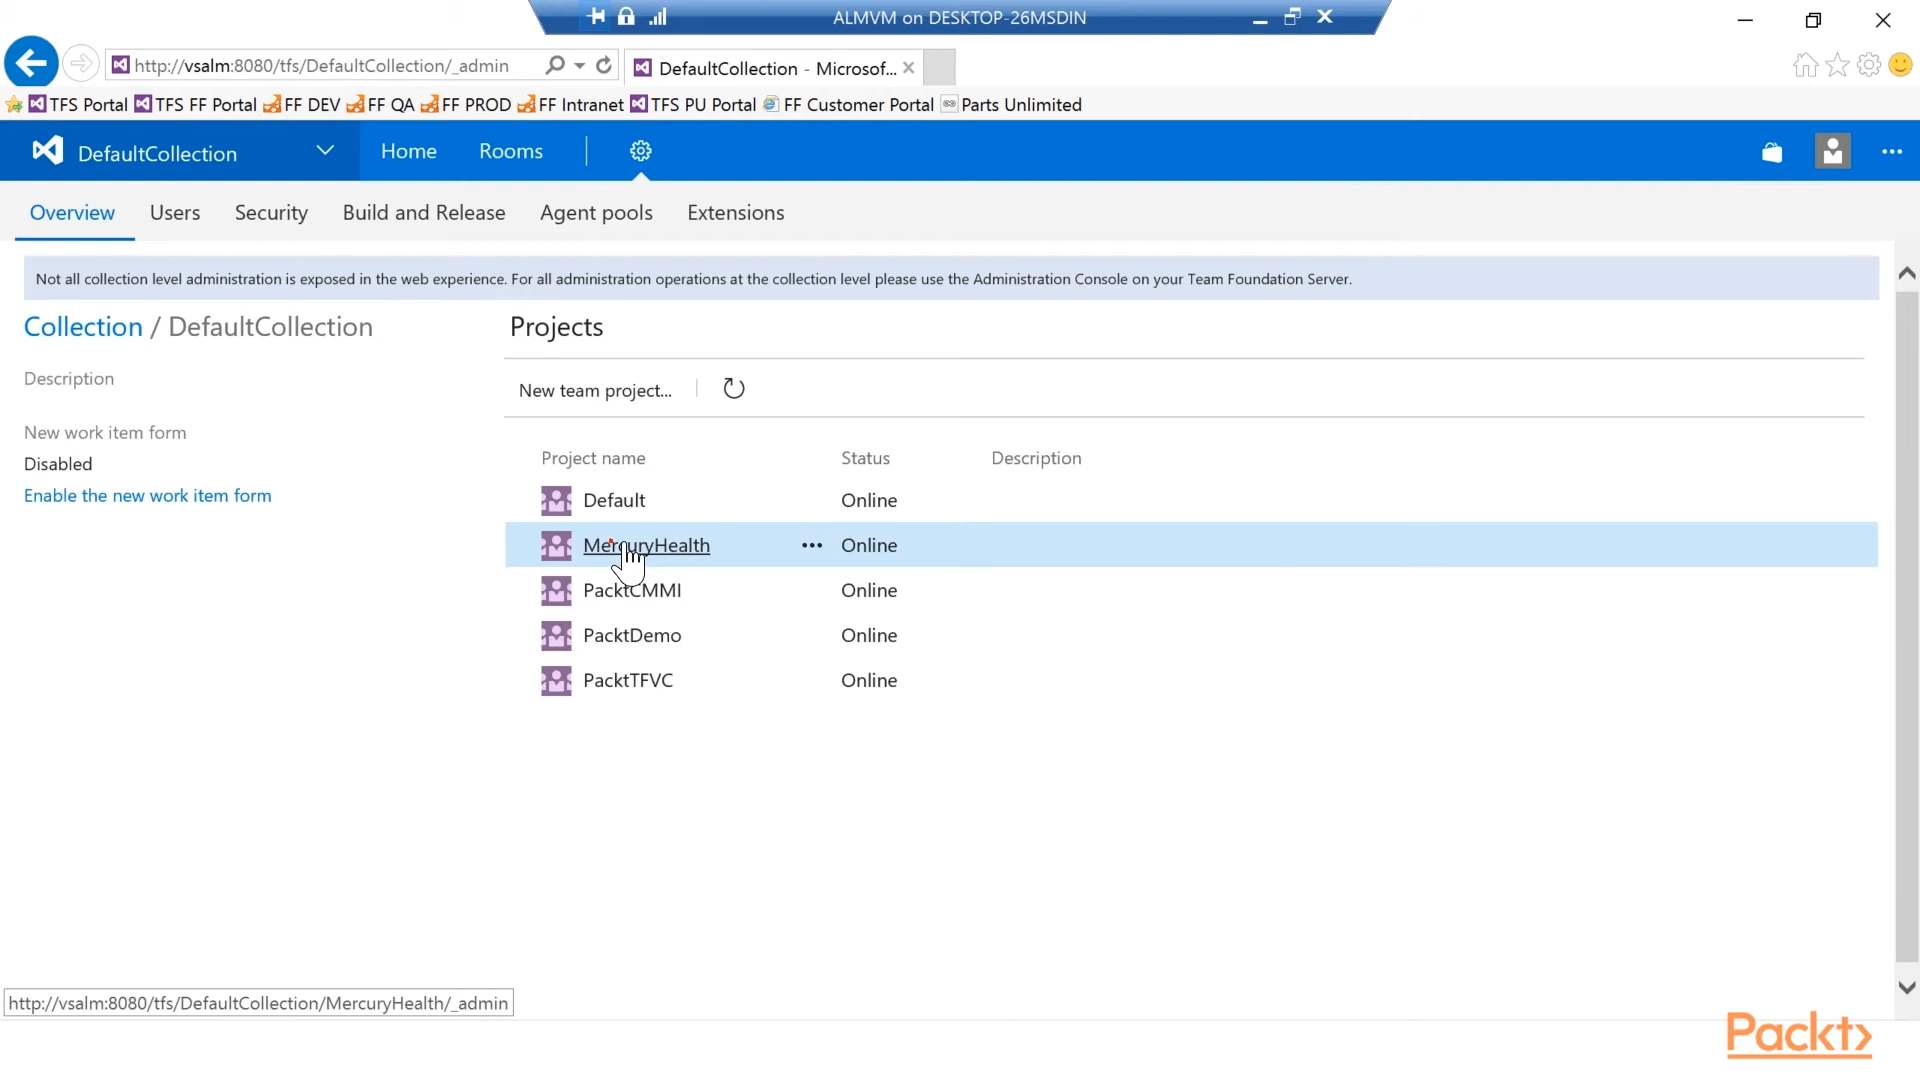 ALMVM on DESKTOP-26MSDIN
http://vsalm:8080/tfs/DefaultCollection/_admin
DefaultCollection - Microsof...
TFS Portal TFS FF Portal FF DEV FF QA FF PROD FF Intranet TFS PU Portal FF Customer Portal Parts Unlimited
DefaultCollection Home Rooms
Overview Users Security Build and Release Agent pools Extensions
Not all collection level administration is exposed in the web experience. For all administration operations at the collection level please use the Administration Console on your Team Foundation Server.
Collection / DefaultCollection
Description
New work item form
Disabled
Enable the new work item form
Projects
New team project...
Project name Status Description
Default Online
MercuryHealth ••• Online
PacktCMMI Online
PacktDemo Online
PacktTFVC Online
http://vsalm:8080/tfs/DefaultCollection/MercuryHealth/_admin
Packt>